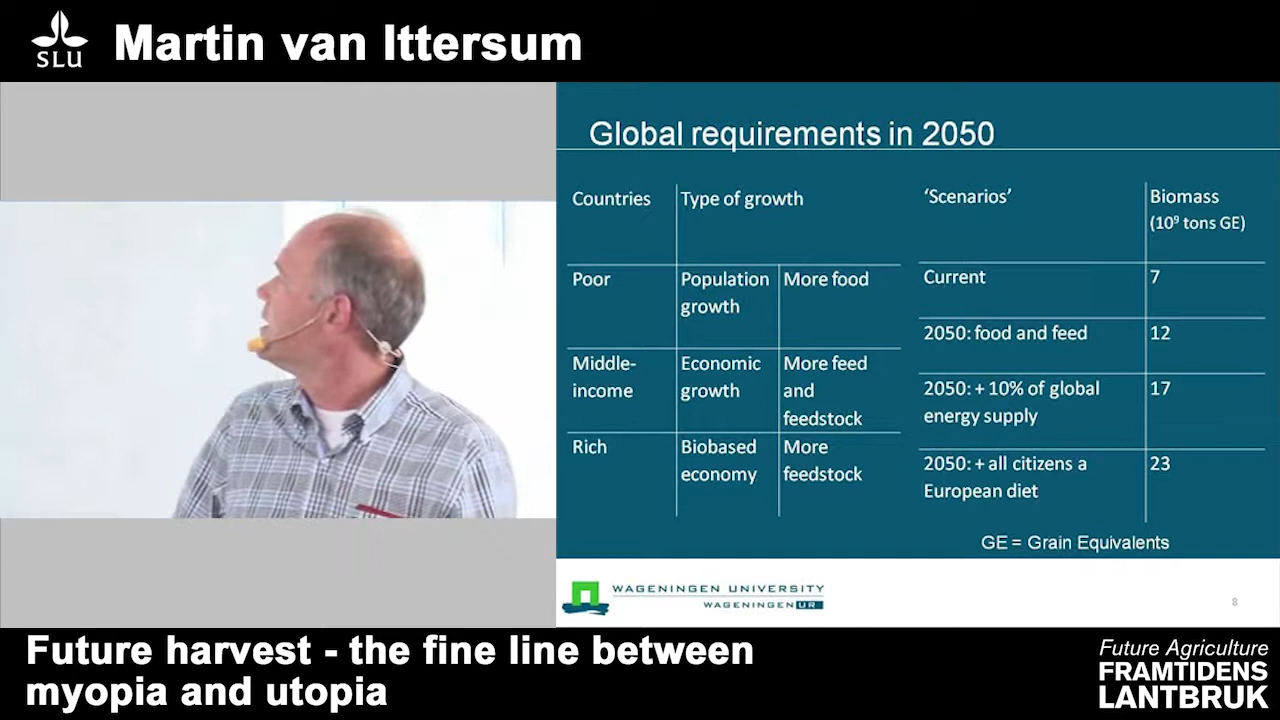 SLU
Martin van Ittersum
Global requirements in 2050
Countries
Type of growth
Poor
Population
growth
More food
Middle-
income
Economic
growth
More feed
and
feedstock
Rich
Biobased
economy
More
feedstock
‘Scenarios’
Biomass
(10⁹ tons GE)
Current
7
2050: food and feed
12
2050: + 10% of global
energy supply
17
2050: + all citizens a
European diet
23
GE = Grain Equivalents
WAGENINGEN UNIVERSITY
WAGENINGEN UR
8
Future harvest - the fine line between
myopia and utopia
Future Agriculture
FRAMTIDENS
LANTBRUK